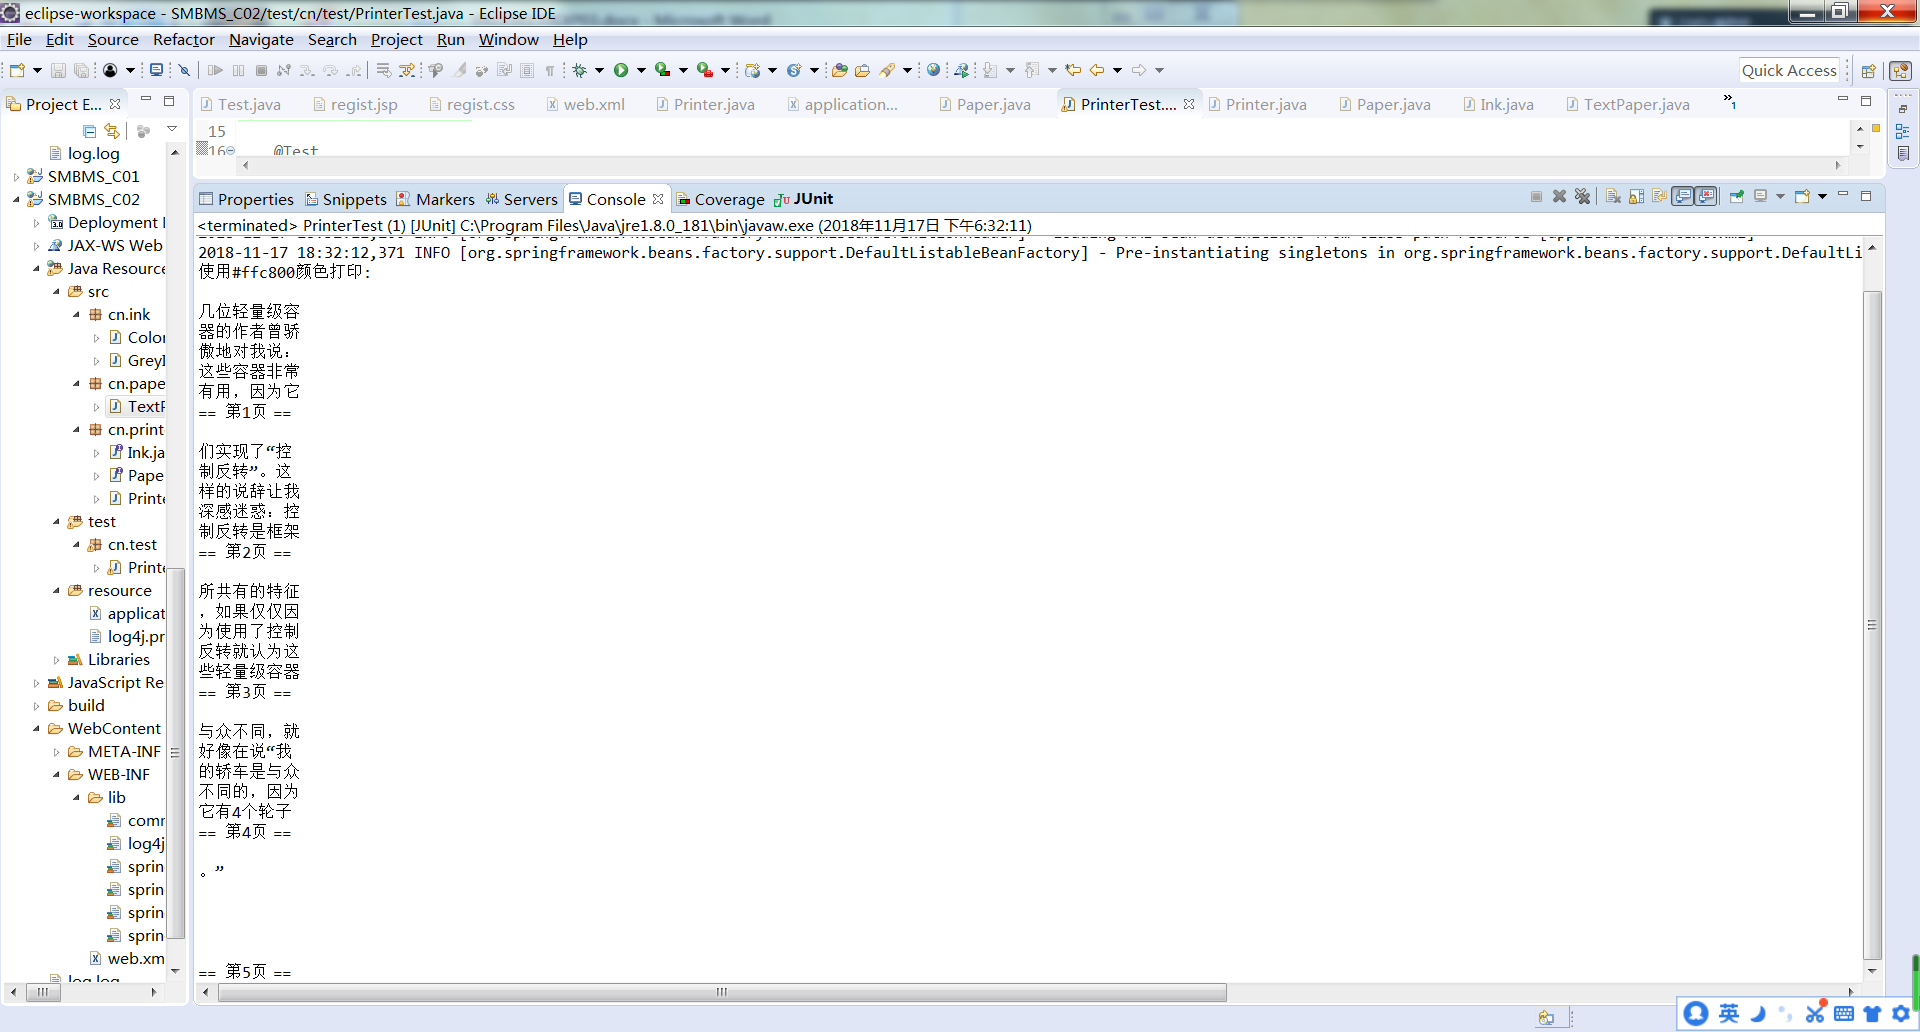 eclipse-workspace - SMBMS_C02/test/cn/test/PrinterTest.java - Eclipse IDE
File Edit Source Refactor Navigate Search Project Run Window Help
Quick Access
Project E...
Test.java regist.jsp regist.css web.xml Printer.java application... Paper.java PrinterTest.... Printer.java Paper.java Ink.java TextPaper.java »1
15
16 @Test
log.log
SMBMS_C01
SMBMS_C02
Deployment
JAX-WS Web
Java Resource
src
cn.ink
Color
GreyI
cn.pape
TextP
cn.print
Ink.ja
Pape
Printe
test
cn.test
Printe
resource
applicat
log4j.pr
Libraries
JavaScript Re
build
WebContent
META-INF
WEB-INF
lib
comr
log4j
sprin
sprin
sprin
sprin
web.xm
log.log
Properties Snippets Markers Servers Console Coverage JUnit
<terminated> PrinterTest (1) [JUnit] C:\Program Files\Java\jre1.8.0_181\bin\javaw.exe (2018年11月17日 下午6:32:11)
2018-11-17 18:32:12,371 INFO [org.springframework.beans.factory.support.DefaultListableBeanFactory] - Pre-instantiating singletons in org.springframework.beans.factory.support.DefaultLi
使用#ffc800颜色打印:
几位轻量级容
器的作者曾骄
傲地对我说：
这些容器非常
有用，因为它
== 第1页 ==
们实现了“控
制反转”。这
样的说辞让我
深感迷惑：控
制反转是框架
== 第2页 ==
所共有的特征
，如果仅仅因
为使用了控制
反转就认为这
些轻量级容器
== 第3页 ==
与众不同，就
好像在说“我
的轿车是与众
不同的，因为
它有4个轮子
== 第4页 ==
。”
== 第5页 ==
英